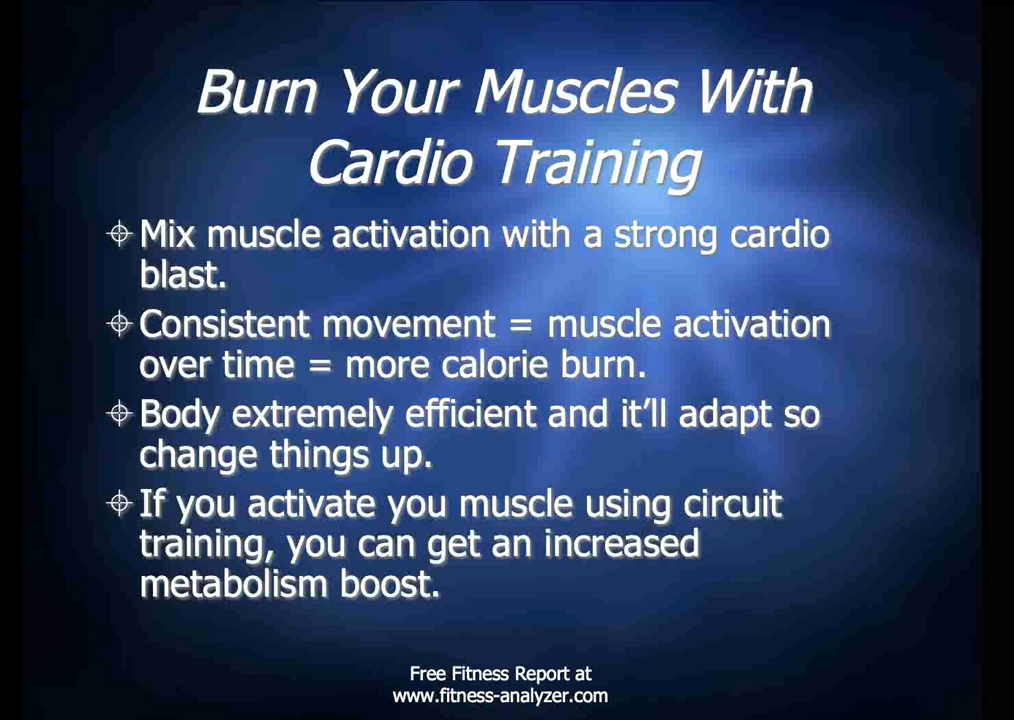 Burn Your Muscles With
Cardio Training
Mix muscle activation with a strong cardio
blast.
Consistent movement = muscle activation
over time = more calorie burn.
Body extremely efficient and it’ll adapt so
change things up.
If you activate you muscle using circuit
training, you can get an increased
metabolism boost.
Free Fitness Report at
www.fitness-analyzer.com